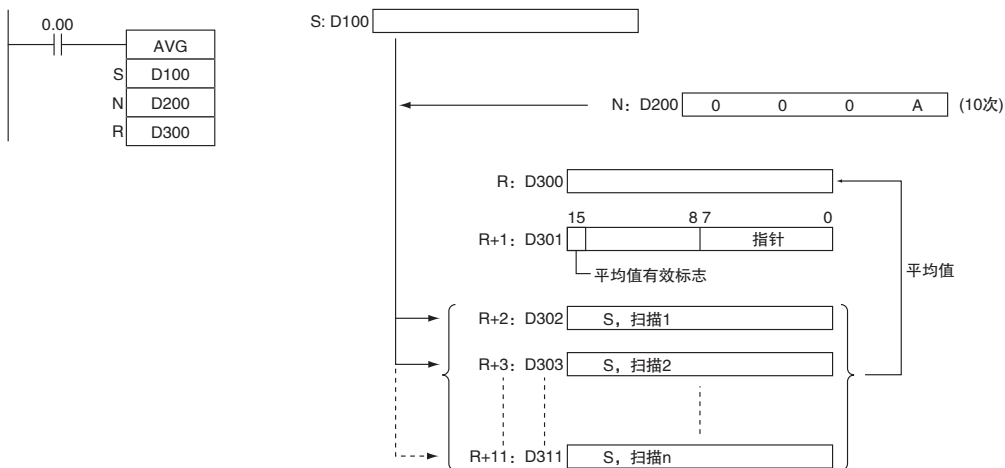 0.00
AVG
S D100
N D200
R D300
S: D100
N: D200 0 0 0 A (10次)
R: D300
15 8 7 0
R+1: D301 指针
平均值有效标志
平均值
R+2: D302 S，扫描1
R+3: D303 S，扫描2
R+11: D311 S，扫描n